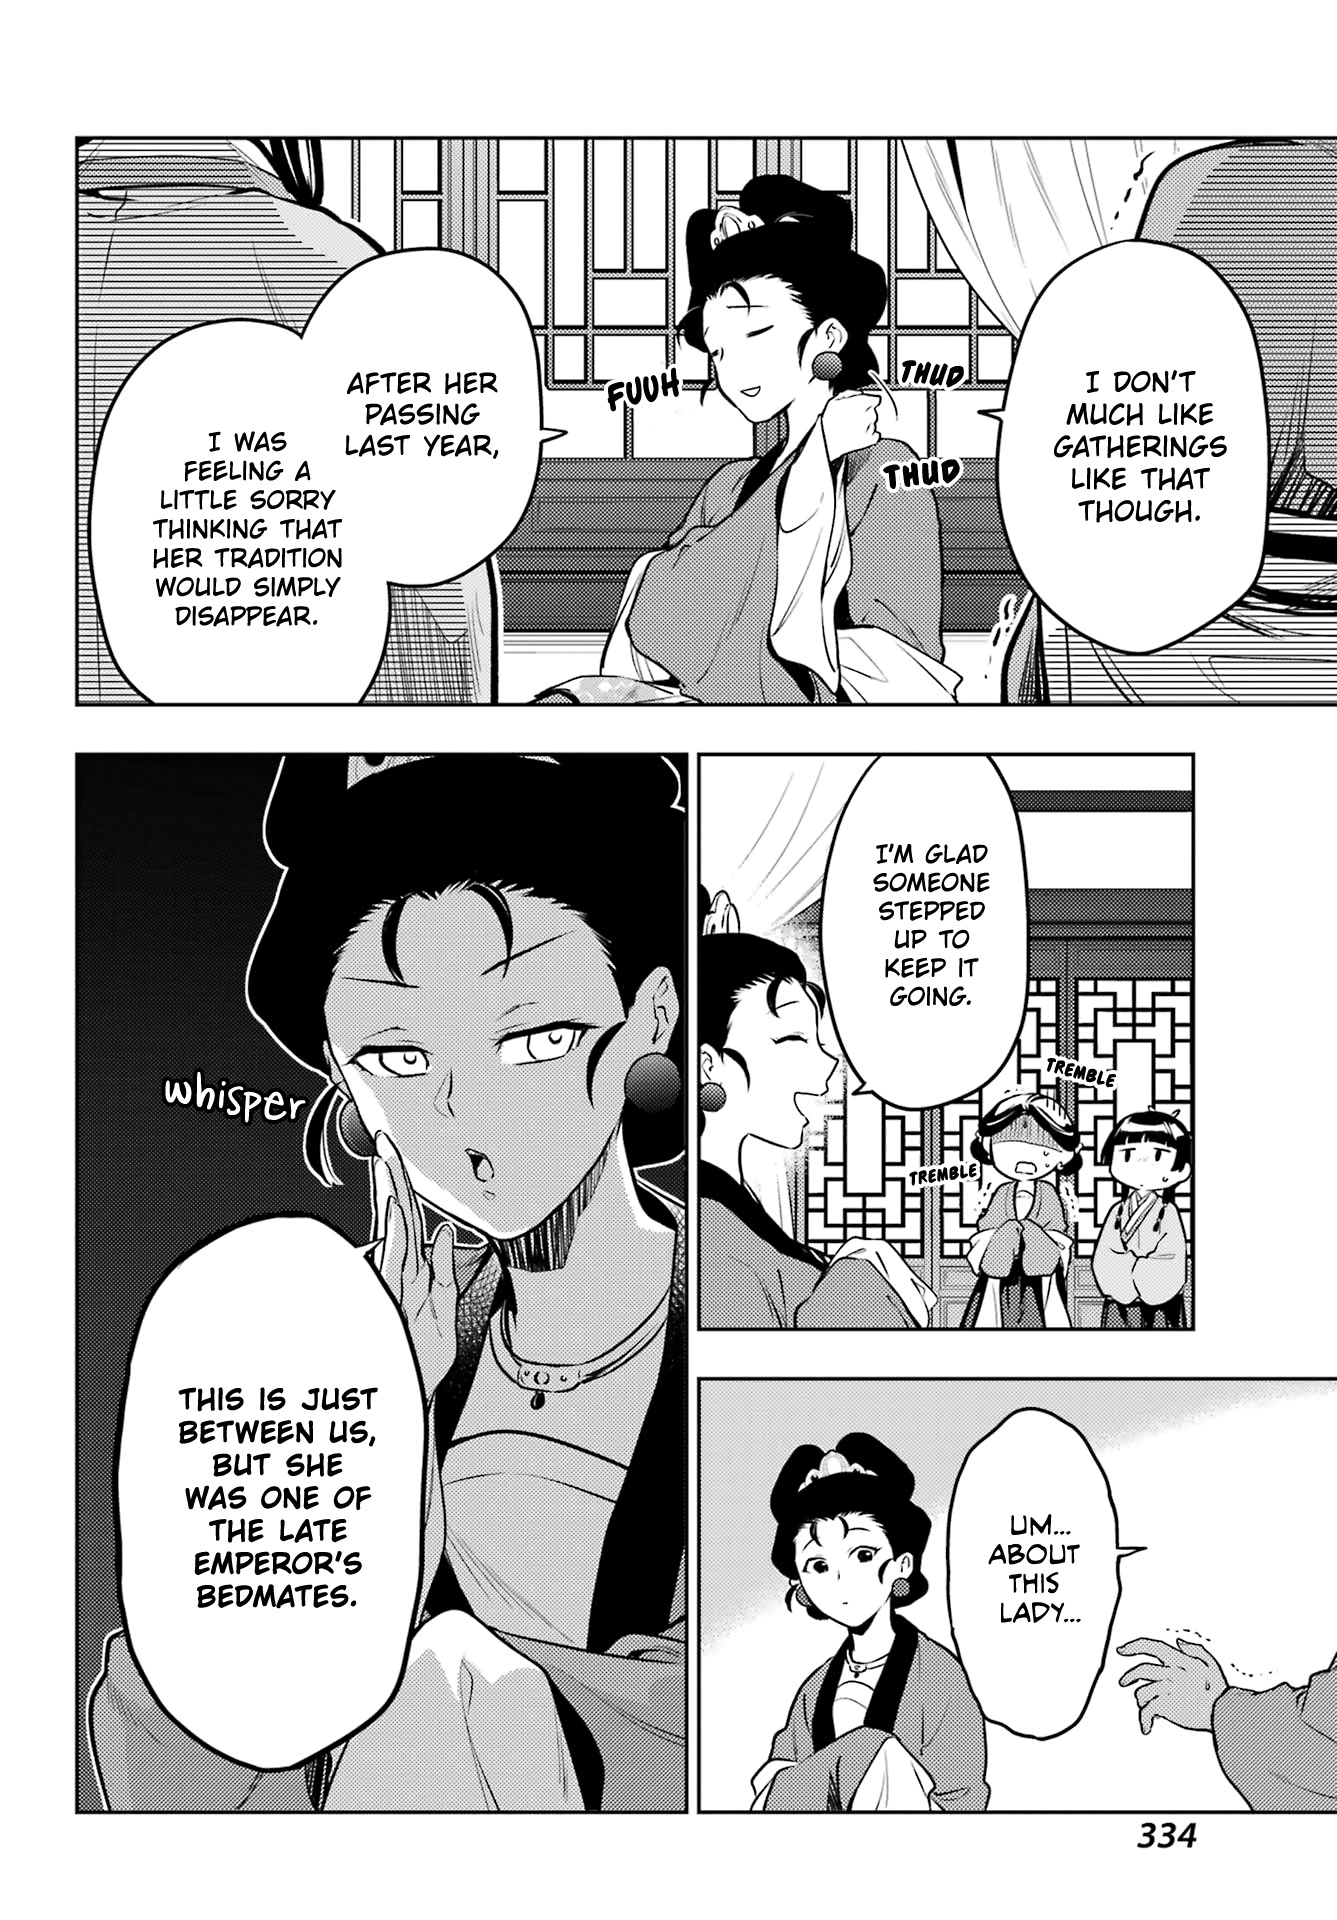 I DON'T
MUCH LIKE
GATHERINGS
LIKE THAT
THOUGH.
THUD
THUD
FUUH
AFTER HER
PASSING
LAST YEAR,
I WAS
FEELING A
LITTLE SORRY
THINKING THAT
HER TRADITION
WOULD SIMPLY
DISAPPEAR.
I'M GLAD
SOMEONE
STEPPED
UP TO
KEEP IT
GOING.
TREMBLE
TREMBLE
UM...
ABOUT
THIS
LADY...
whisper
THIS IS JUST
BETWEEN US,
BUT SHE
WAS ONE OF
THE LATE
EMPEROR'S
BEDMATES.
334